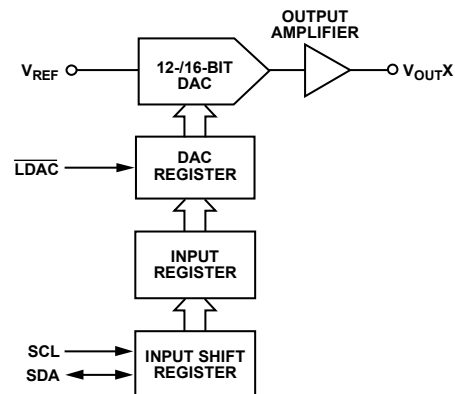 OUTPUT
AMPLIFIER
VREF
12-/16-BIT
DAC
VOUTX
LDAC
DAC
REGISTER
INPUT
REGISTER
SCL
SDA
INPUT SHIFT
REGISTER